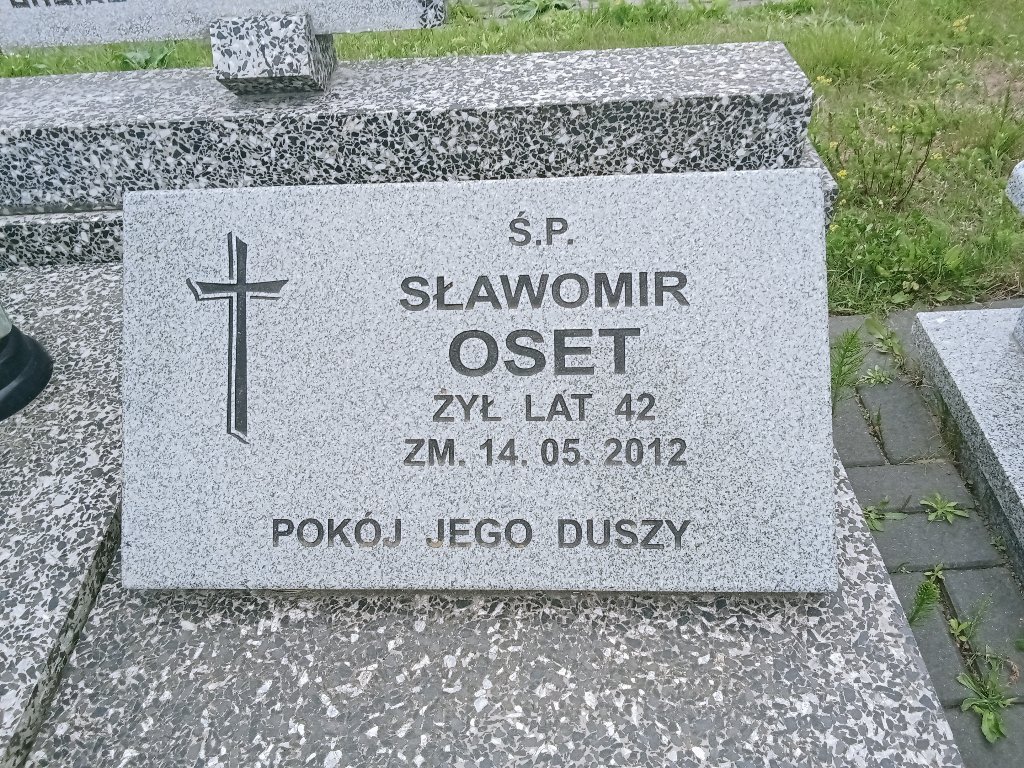 Ś.P.
SŁAWOMIR
OSET
ŻYŁ LAT 42
ZM. 14. 05. 2012
POKÓJ JEGO DUSZY